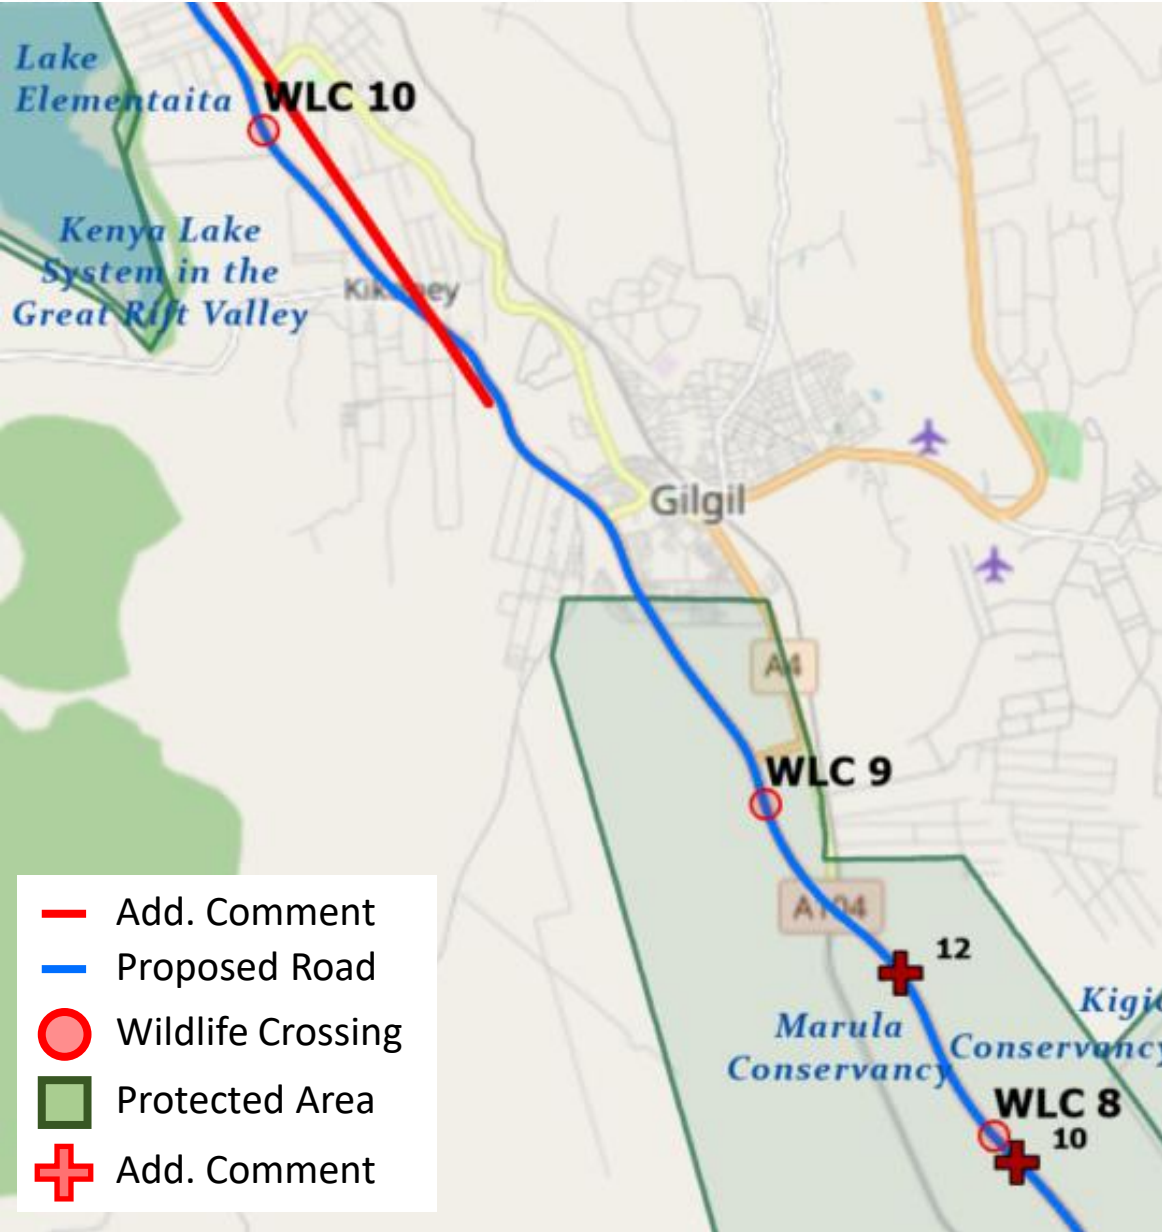 Lake
Elementaita
WLC 10
Kenya Lake
System in the
Great Rift Valley
Gilgil
A4
WLC 9
A104
12
Marula
Conservancy
Conservancy
WLC 8
10
Add. Comment
Proposed Road
Wildlife Crossing
Protected Area
Add. Comment